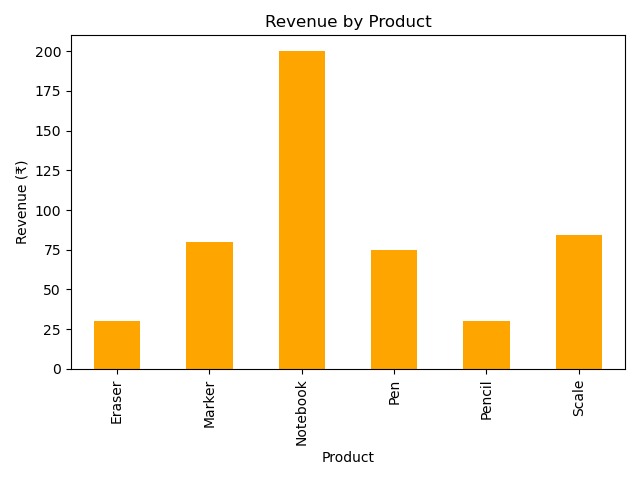 Revenue by Product
Revenue (₹)
200
175
150
125
100
75
50
25
0
Eraser
Marker
Notebook
Pen
Pencil
Scale
Product